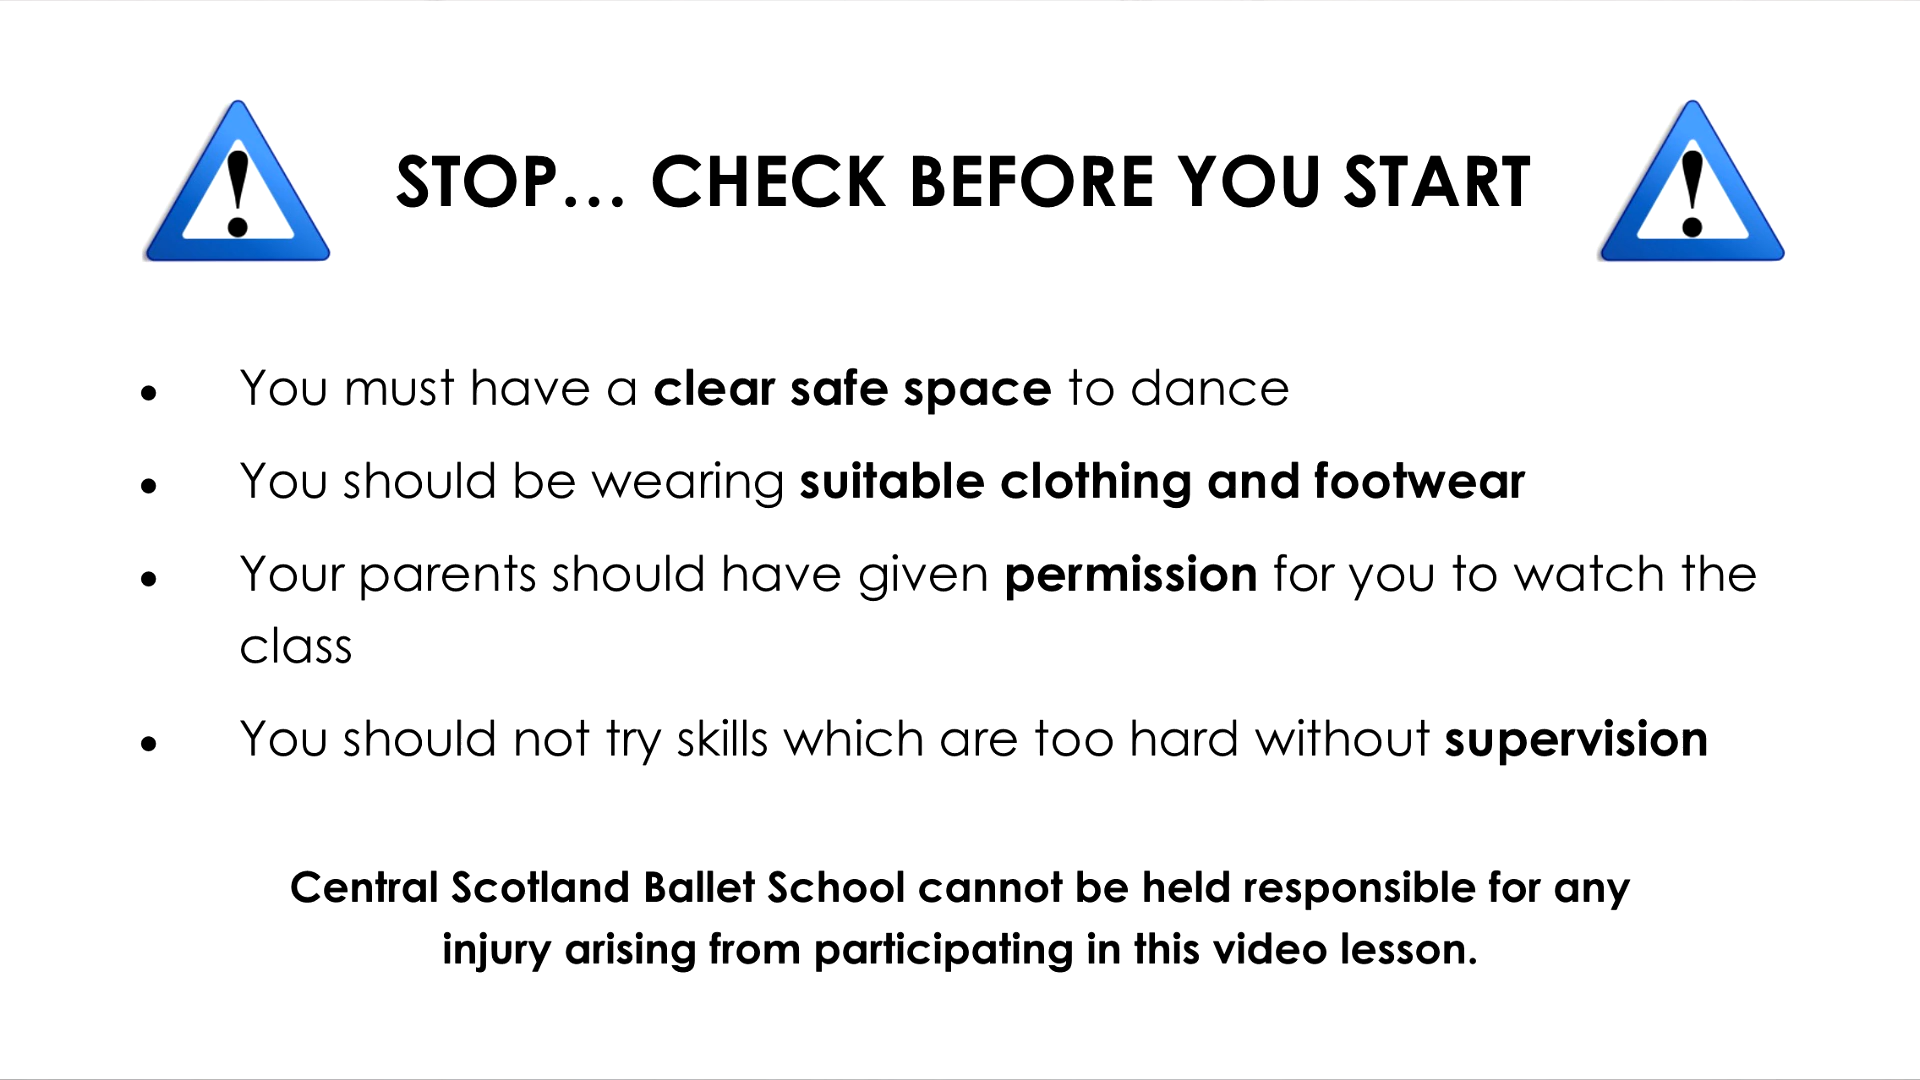 STOP… CHECK BEFORE YOU START
• You must have a clear safe space to dance
• You should be wearing suitable clothing and footwear
• Your parents should have given permission for you to watch the
class
• You should not try skills which are too hard without supervision
Central Scotland Ballet School cannot be held responsible for any
injury arising from participating in this video lesson.